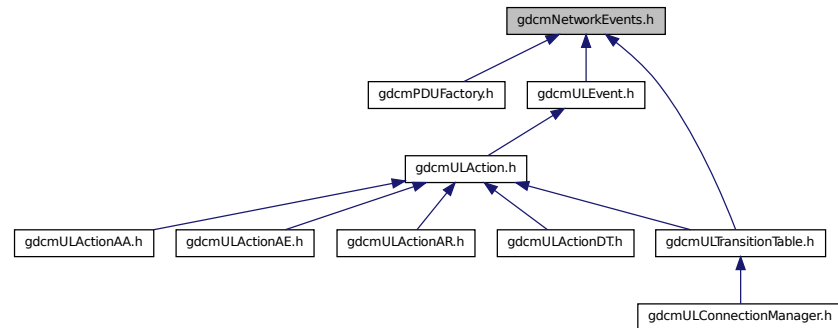 gdcmNetworkEvents.h
gdcmPDUFactory.h
gdcmULEvent.h
gdcmULAction.h
gdcmULActionAA.h
gdcmULActionAE.h
gdcmULActionAR.h
gdcmULActionDT.h
gdcmULTransitionTable.h
gdcmULConnectionManager.h